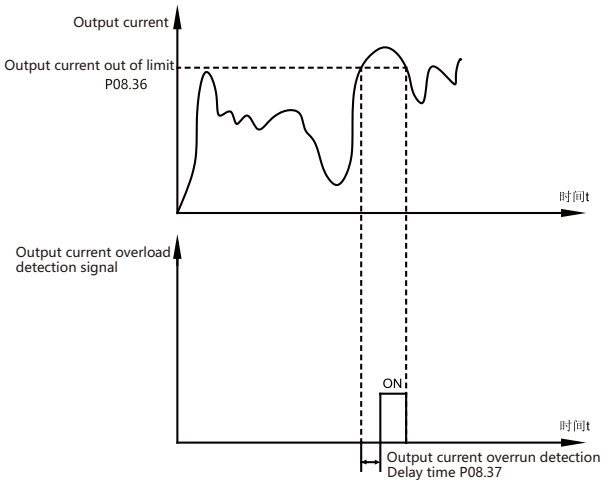 Output current
Output current out of limit
P08.36
时间t
Output current overload
detection signal
ON
时间t
Output current overrun detection
Delay time P08.37